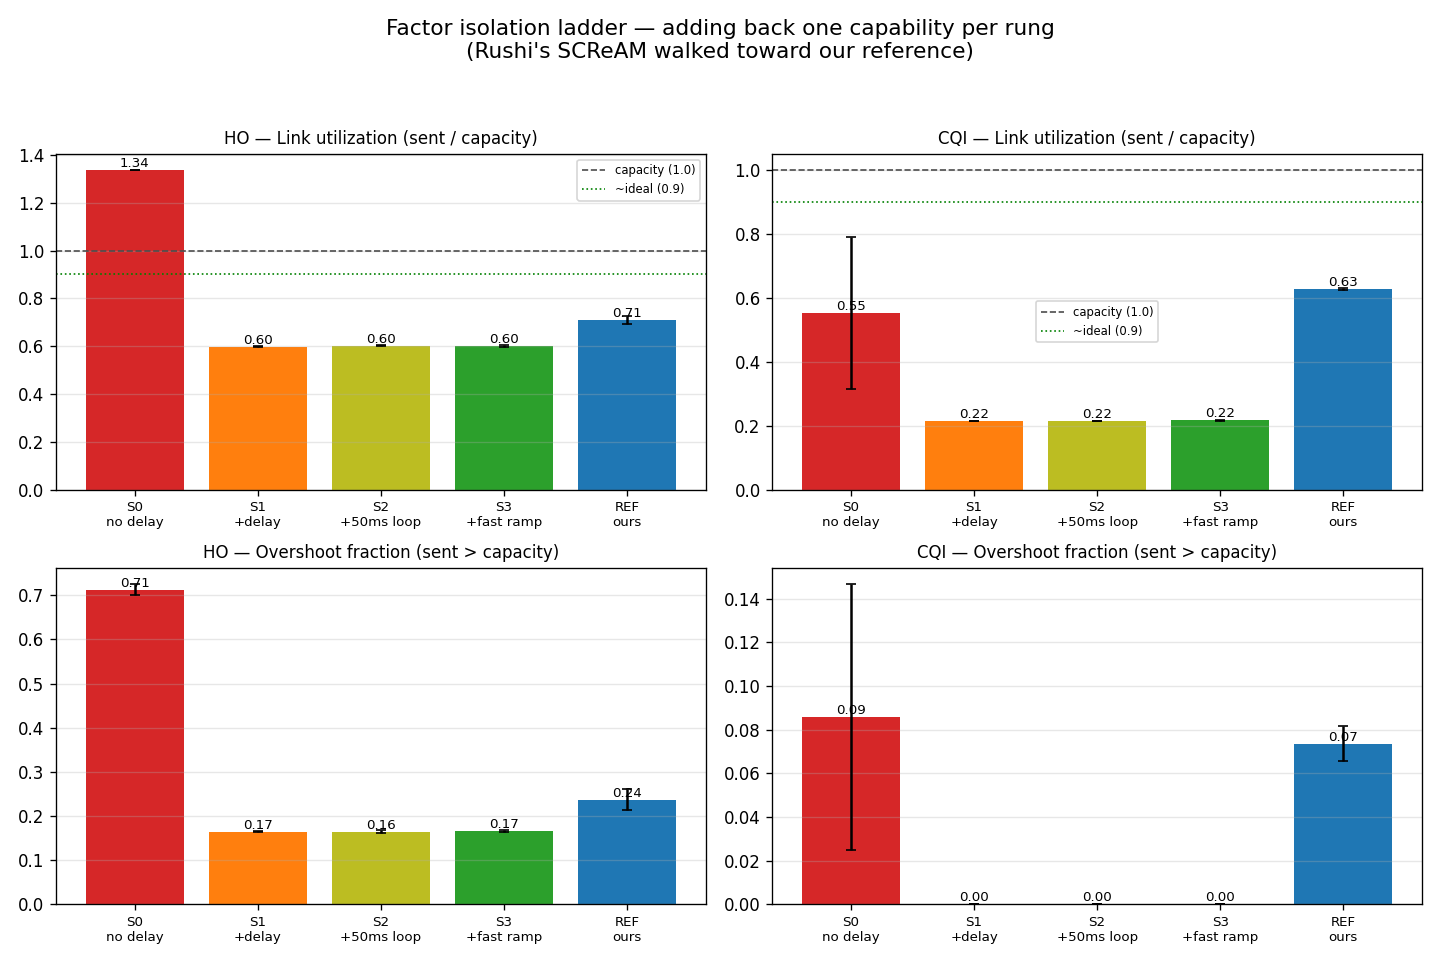 Factor isolation ladder — adding back one capability per rung
(Rushi's SCReAM walked toward our reference)
HO — Link utilization (sent / capacity)
1.4
1.2
1.0
0.8
0.6
0.4
0.2
0.0
1.34
0.60
0.60
0.60
0.71
capacity (1.0)
~ideal (0.9)
S0
no delay
S1
+delay
S2
+50ms loop
S3
+fast ramp
REF
ours
CQI — Link utilization (sent / capacity)
1.0
0.8
0.6
0.4
0.2
0.0
0.55
0.22
0.22
0.22
0.63
capacity (1.0)
~ideal (0.9)
S0
no delay
S1
+delay
S2
+50ms loop
S3
+fast ramp
REF
ours
HO — Overshoot fraction (sent > capacity)
0.7
0.6
0.5
0.4
0.3
0.2
0.1
0.0
0.71
0.17
0.16
0.17
0.24
S0
no delay
S1
+delay
S2
+50ms loop
S3
+fast ramp
REF
ours
CQI — Overshoot fraction (sent > capacity)
0.14
0.12
0.10
0.08
0.06
0.04
0.02
0.00
0.09
0.00
0.00
0.00
0.07
S0
no delay
S1
+delay
S2
+50ms loop
S3
+fast ramp
REF
ours